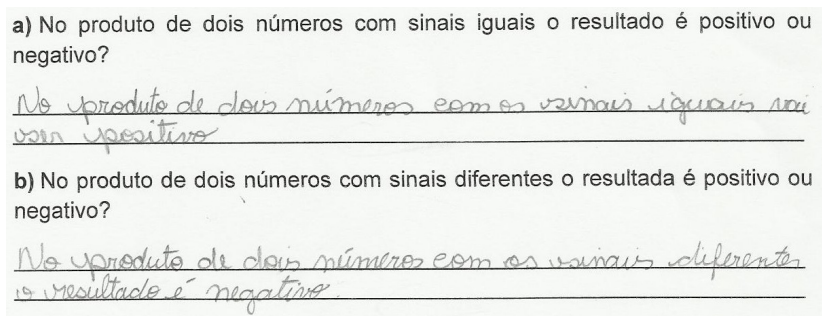 a) No produto de dois números com sinais iguais o resultado é positivo ou
negativo?
No produto de dois números com os sinais iguais vai
ser positivo
b) No produto de dois números com sinais diferentes o resultada é positivo ou
negativo?
No produto de dois números com os sinais diferentes
o resultado é negativo.